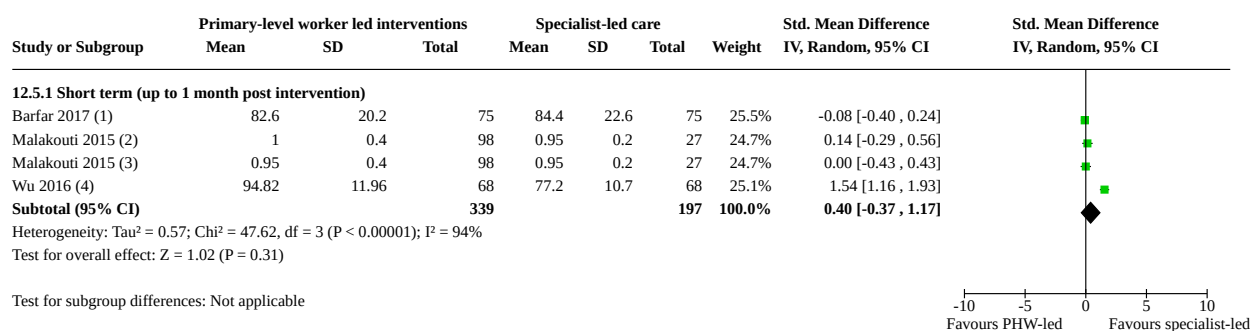 Primary-level worker led interventions Specialist-led care Std. Mean Difference Std. Mean Difference
Study or Subgroup Mean SD Total Mean SD Total Weight IV, Random, 95% CI IV, Random, 95% CI
12.5.1 Short term (up to 1 month post intervention)
Barfar 2017 (1) 82.6 20.2 75 84.4 22.6 75 25.5% -0.08 [-0.40 , 0.24]
Malakouti 2015 (2) 1 0.4 98 0.95 0.2 27 24.7% 0.14 [-0.29 , 0.56]
Malakouti 2015 (3) 0.95 0.4 98 0.95 0.2 27 24.7% 0.00 [-0.43 , 0.43]
Wu 2016 (4) 94.82 11.96 68 77.2 10.7 68 25.1% 1.54 [1.16 , 1.93]
Subtotal (95% CI) 339 197 100.0% 0.40 [-0.37 , 1.17]
Heterogeneity: Tau² = 0.57; Chi² = 47.62, df = 3 (P < 0.00001); I² = 94%
Test for overall effect: Z = 1.02 (P = 0.31)
Test for subgroup differences: Not applicable
-10 -5 0 5 10
Favours PHW-led Favours specialist-led